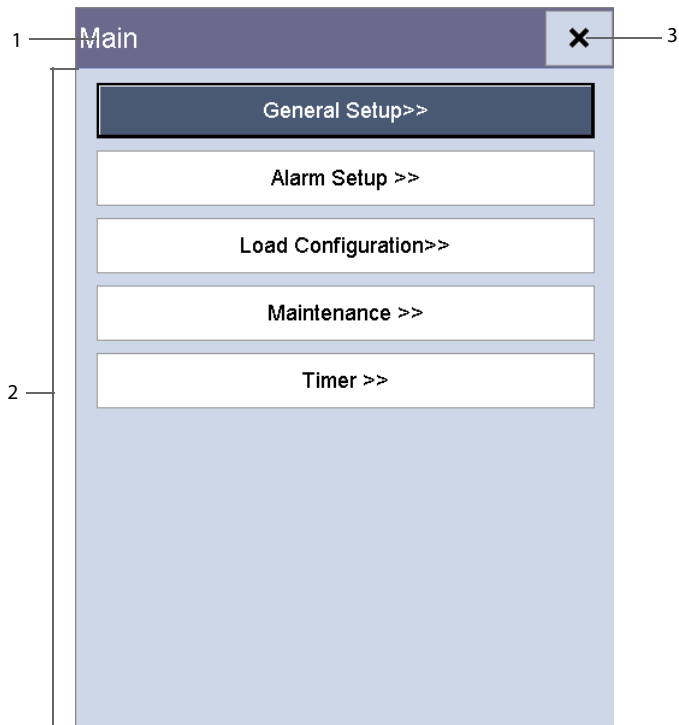 1 Main × 3
General Setup>>
Alarm Setup >>
Load Configuration>>
Maintenance >>
Timer >>
2